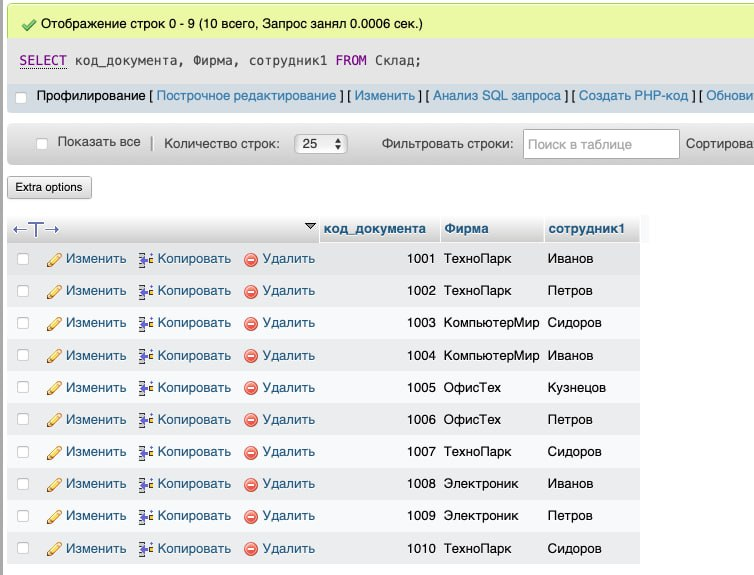 Отображение строк 0 - 9 (10 всего, Запрос занял 0.0006 сек.)
SELECT код_документа, Фирма, сотрудник1 FROM Склад;
Профилирование [ Построчное редактирование ] [ Изменить ] [ Анализ SQL запроса ] [ Создать PHP-код ] [ Обнови
Показать все | Количество строк: 25 Фильтровать строки: Поиск в таблице Сортирова
Extra options
←T→ код_документа Фирма сотрудник1
Изменить Копировать Удалить 1001 ТехноПарк Иванов
Изменить Копировать Удалить 1002 ТехноПарк Петров
Изменить Копировать Удалить 1003 КомпьютерМир Сидоров
Изменить Копировать Удалить 1004 КомпьютерМир Иванов
Изменить Копировать Удалить 1005 ОфисТех Кузнецов
Изменить Копировать Удалить 1006 ОфисТех Петров
Изменить Копировать Удалить 1007 ТехноПарк Сидоров
Изменить Копировать Удалить 1008 Электроник Иванов
Изменить Копировать Удалить 1009 Электроник Петров
Изменить Копировать Удалить 1010 ТехноПарк Сидоров